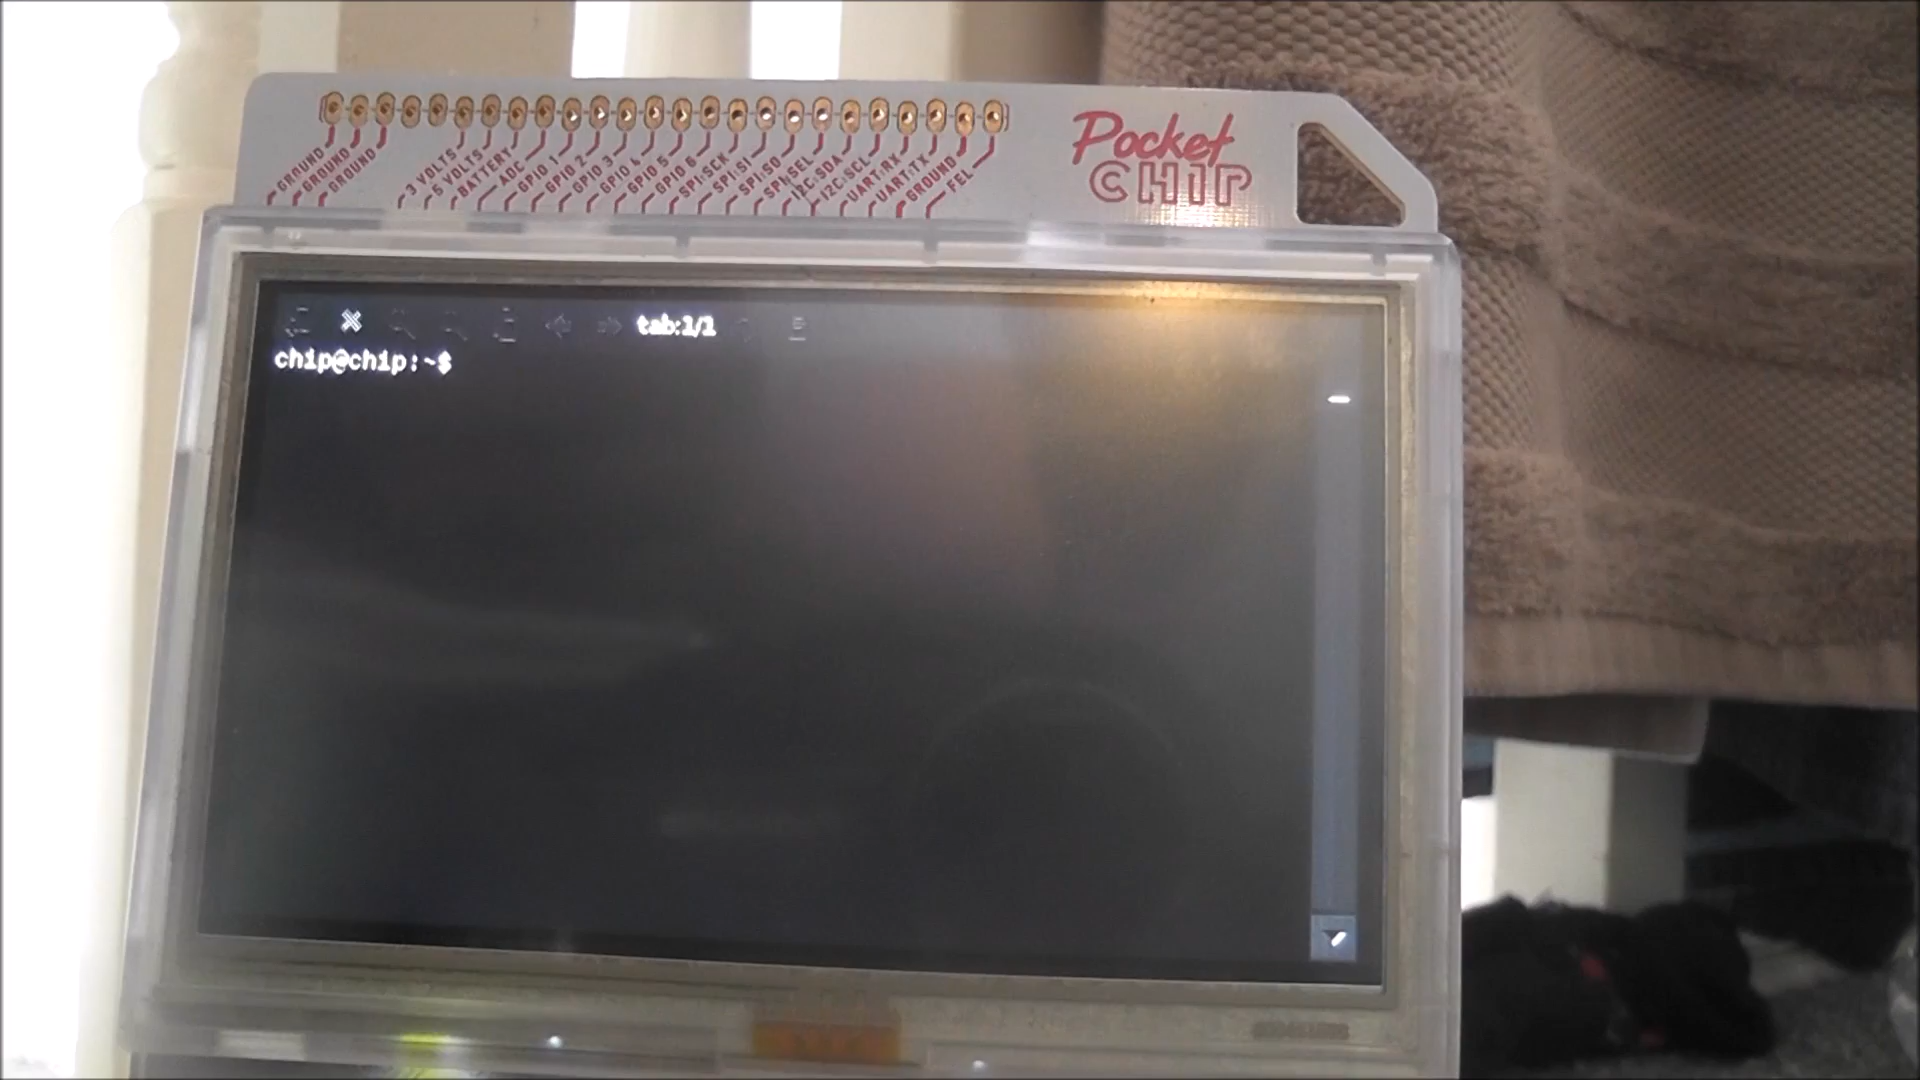 GROUND
GROUND
GROUND
3 VOLTS
5 VOLTS
BATTERY
ADC
GPIO 1
GPIO 2
GPIO 3
GPIO 4
GPIO 5
GPIO 6
SPI:SCK
SPI:SI
SPI:SO
SPI:SEL
I2C:SDA
I2C:SCL
UART:RX
UART:TX
GROUND
FEL
Pocket
CHIP
tab:1/1
chip@chip:~$